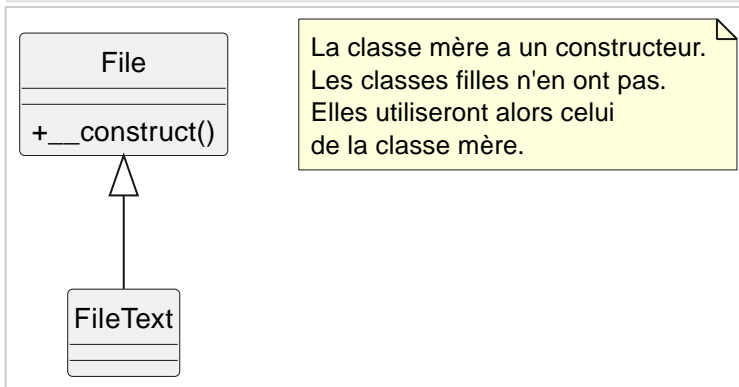 File
+__construct()
FileText
La classe mère a un constructeur.
Les classes filles n'en ont pas.
Elles utiliseront alors celui
de la classe mère.